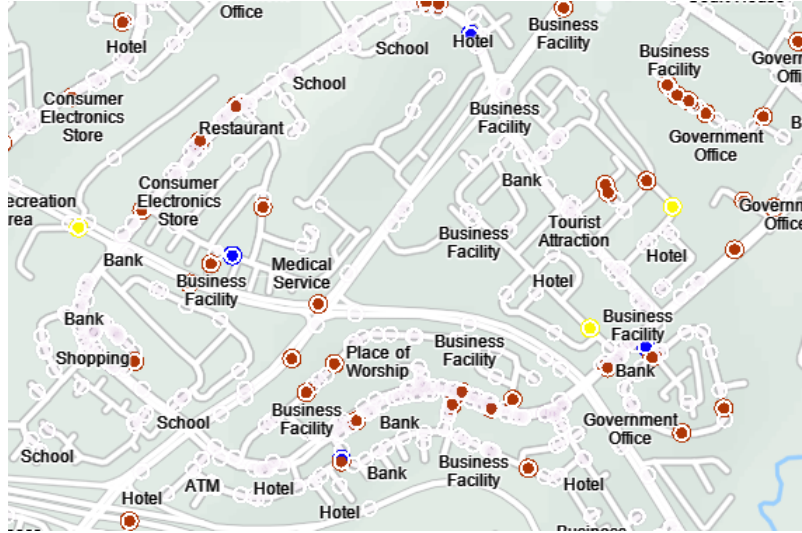 Office
Hotel
School
Hotel
Business
Facility
Business
Facility
School
Consumer
Electronics
Store
Restaurant
Business
Facility
Government
Office
Consumer
Electronics
Store
Bank
Tourist
Attraction
Business
Facility
Bank
Hotel
Hotel
Medical
Service
Business
Facility
Bank
Shopping
Business
Facility
Bank
Business
Facility
Place of
Worship
Business
Facility
Bank
Government
Office
School
School
ATM
Hotel
Bank
Business
Facility
Hotel
Hotel
Hotel